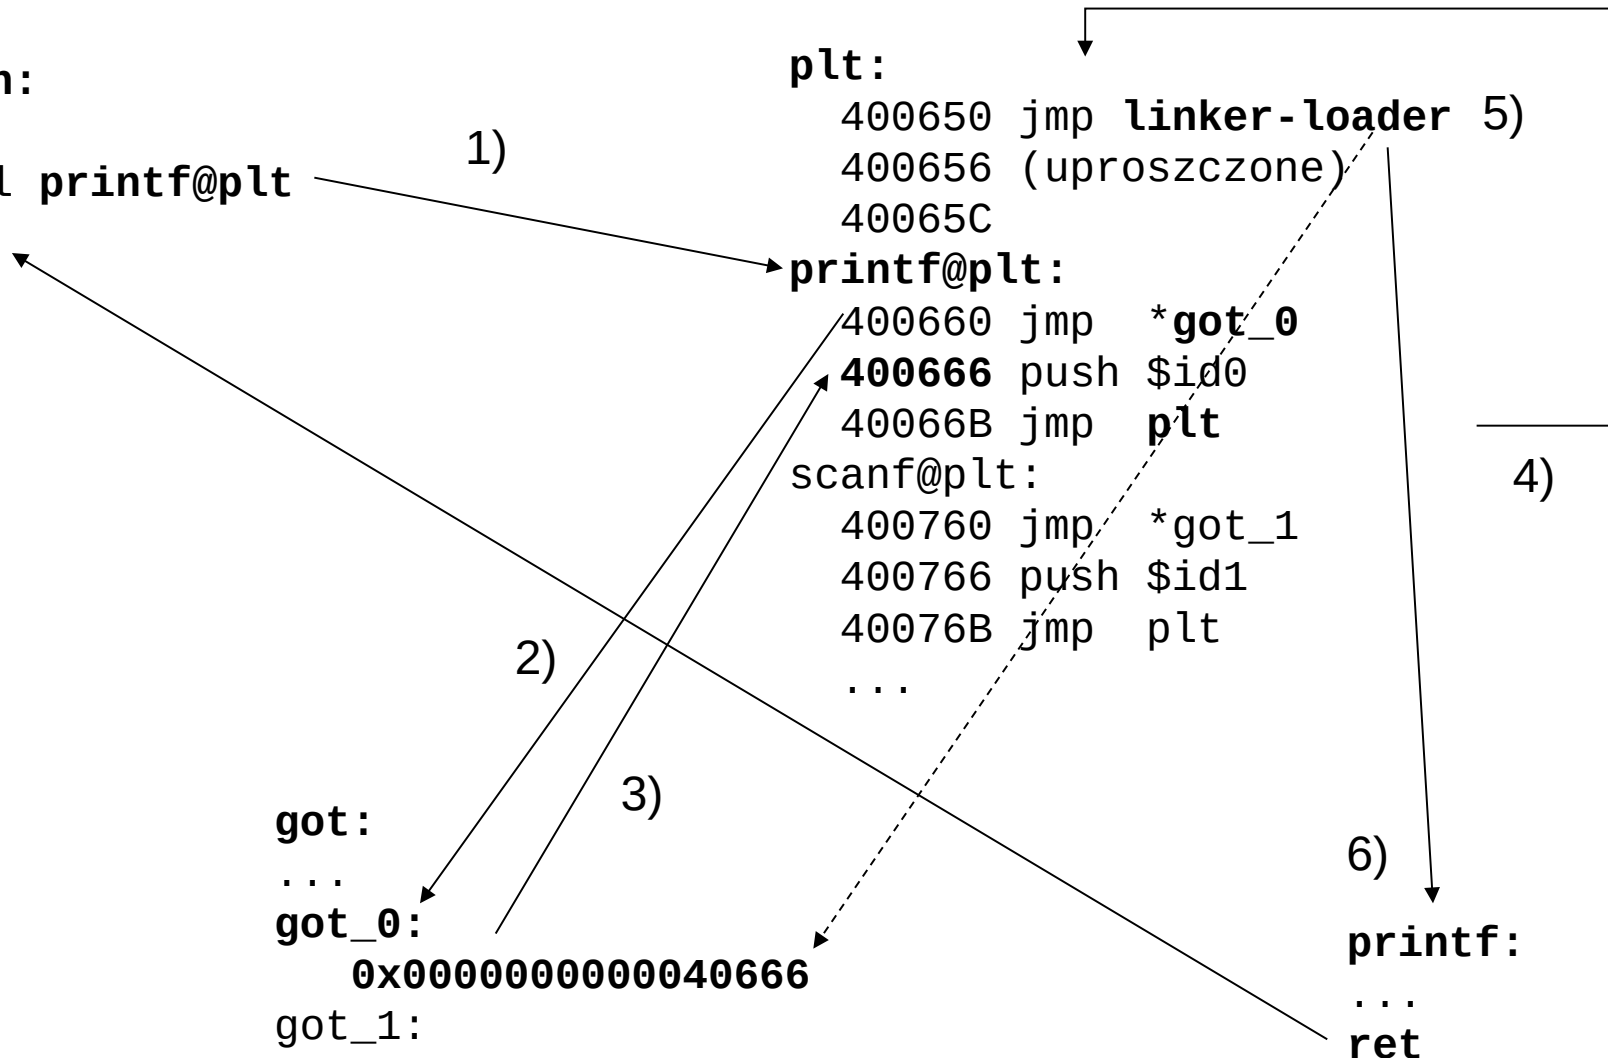 n:
l printf@plt
1)
plt:
400650 jmp linker-loader 5)
400656 (uproszczone)
40065C
printf@plt:
400660 jmp *got_0
400666 push $id0
40066B jmp plt
scanf@plt:
400760 jmp *got_1
400766 push $id1
40076B jmp plt
...
4)
2)
3)
got:
...
got_0:
0x0000000000040666
got_1:
6)
printf:
...
ret